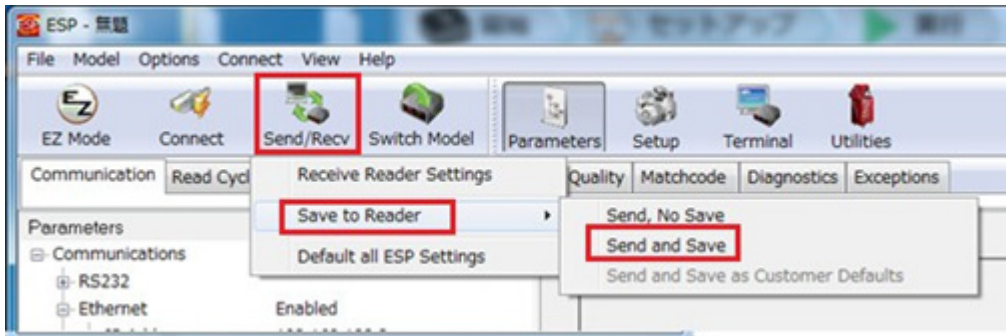 ESP - 無題
File Model Options Connect View Help
EZ Mode Connect Send/Recv Switch Model Parameters Setup Terminal Utilities
Communication Read Cycl Quality Matchcode Diagnostics Exceptions
Receive Reader Settings
Save to Reader
Default all ESP Settings
Send, No Save
Send and Save
Send and Save as Customer Defaults
Parameters
Communications
RS232
Ethernet Enabled